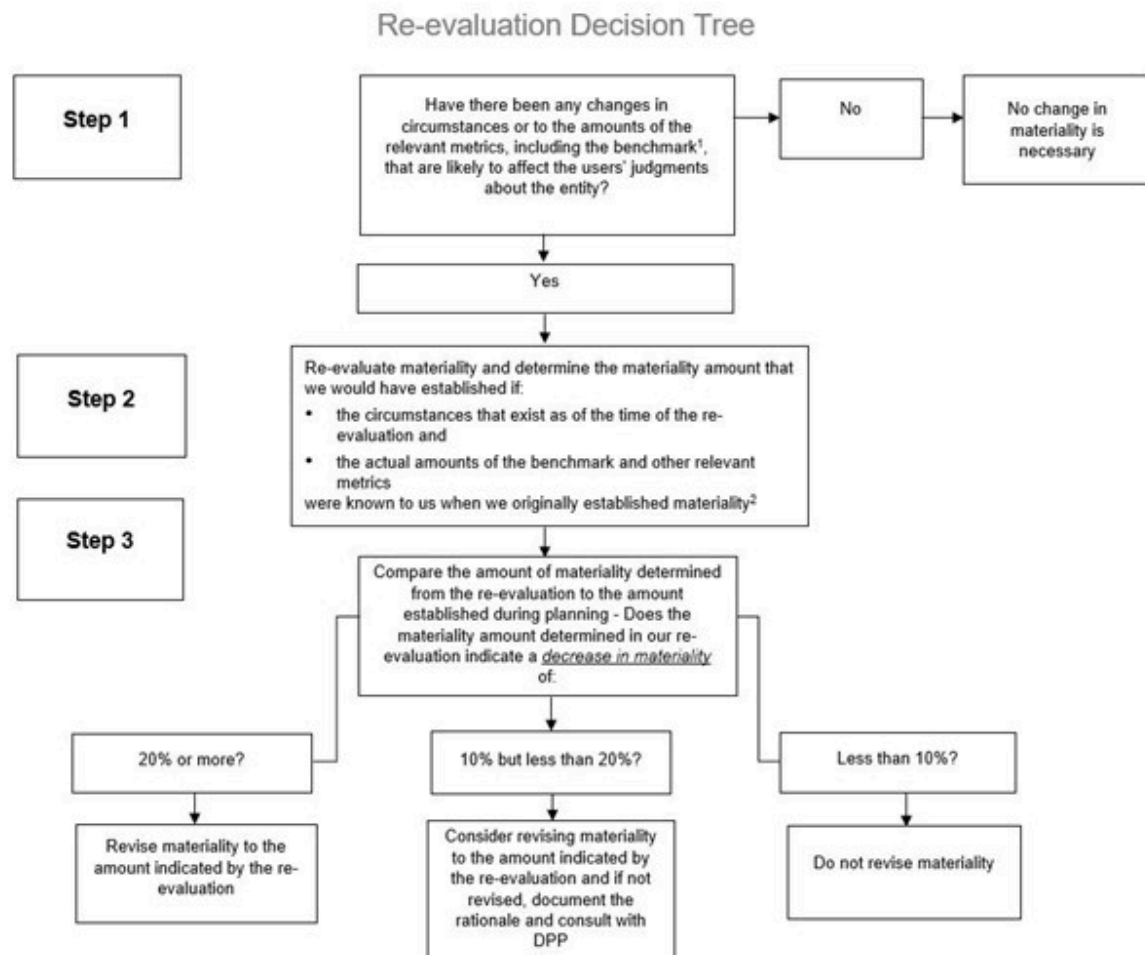 Re-evaluation Decision Tree
Step 1
Have there been any changes in
circumstances or to the amounts of the
relevant metrics, including the benchmark¹,
that are likely to affect the users' judgments
about the entity?
No
No change in
materiality is
necessary
Yes
Step 2
Re-evaluate materiality and determine the materiality amount that
we would have established if:
• the circumstances that exist as of the time of the re-
evaluation and
• the actual amounts of the benchmark and other relevant
metrics
were known to us when we originally established materiality²
Step 3
Compare the amount of materiality determined
from the re-evaluation to the amount
established during planning - Does the
materiality amount determined in our re-
evaluation indicate a decrease in materiality
of:
20% or more?
10% but less than 20%?
Less than 10%?
Revise materiality to the
amount indicated by the re-
evaluation
Consider revising materiality
to the amount indicated by
the re-evaluation and if not
revised, document the
rationale and consult with
DPP
Do not revise materiality